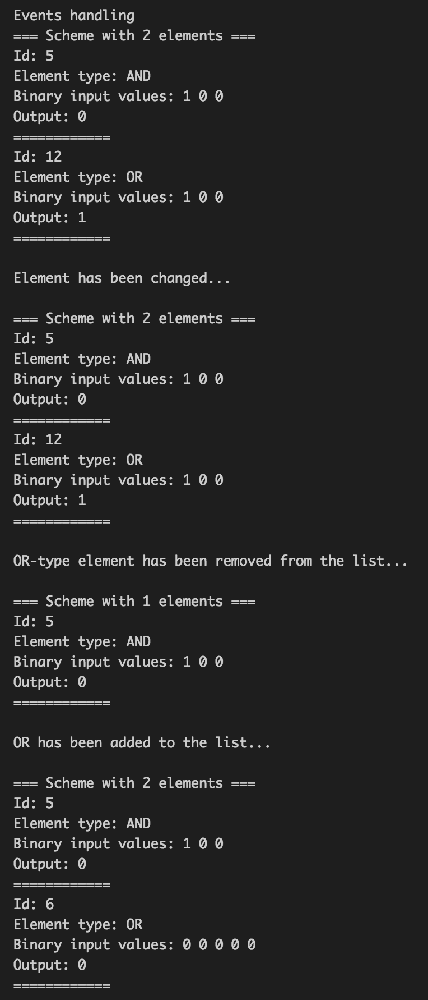 Events handling
=== Scheme with 2 elements ===
Id: 5
Element type: AND
Binary input values: 1 0 0
Output: 0
============
Id: 12
Element type: OR
Binary input values: 1 0 0
Output: 1
============
Element has been changed...
=== Scheme with 2 elements ===
Id: 5
Element type: AND
Binary input values: 1 0 0
Output: 0
============
Id: 12
Element type: OR
Binary input values: 1 0 0
Output: 1
============
OR-type element has been removed from the list...
=== Scheme with 1 elements ===
Id: 5
Element type: AND
Binary input values: 1 0 0
Output: 0
============
OR has been added to the list...
=== Scheme with 2 elements ===
Id: 5
Element type: AND
Binary input values: 1 0 0
Output: 0
============
Id: 6
Element type: OR
Binary input values: 0 0 0 0 0
Output: 0
============